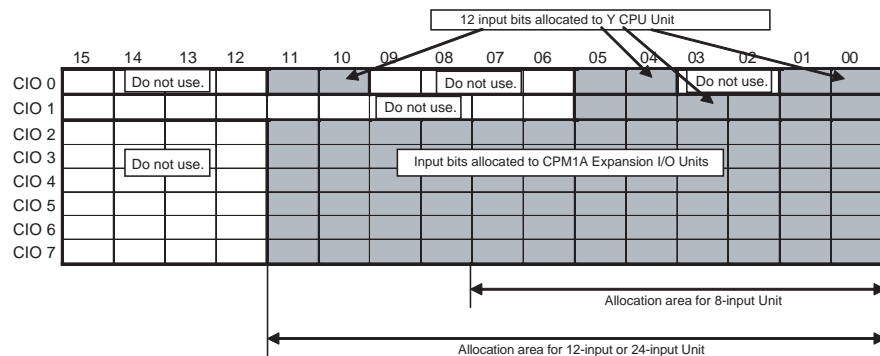 12 input bits allocated to Y CPU Unit
15 14 13 12 11 10 09 08 07 06 05 04 03 02 01 00
CIO 0 Do not use. Do not use. Do not use.
CIO 1 Do not use.
CIO 2
CIO 3 Do not use. Input bits allocated to CPM1A Expansion I/O Units
CIO 4
CIO 5
CIO 6
CIO 7
Allocation area for 8-input Unit
Allocation area for 12-input or 24-input Unit